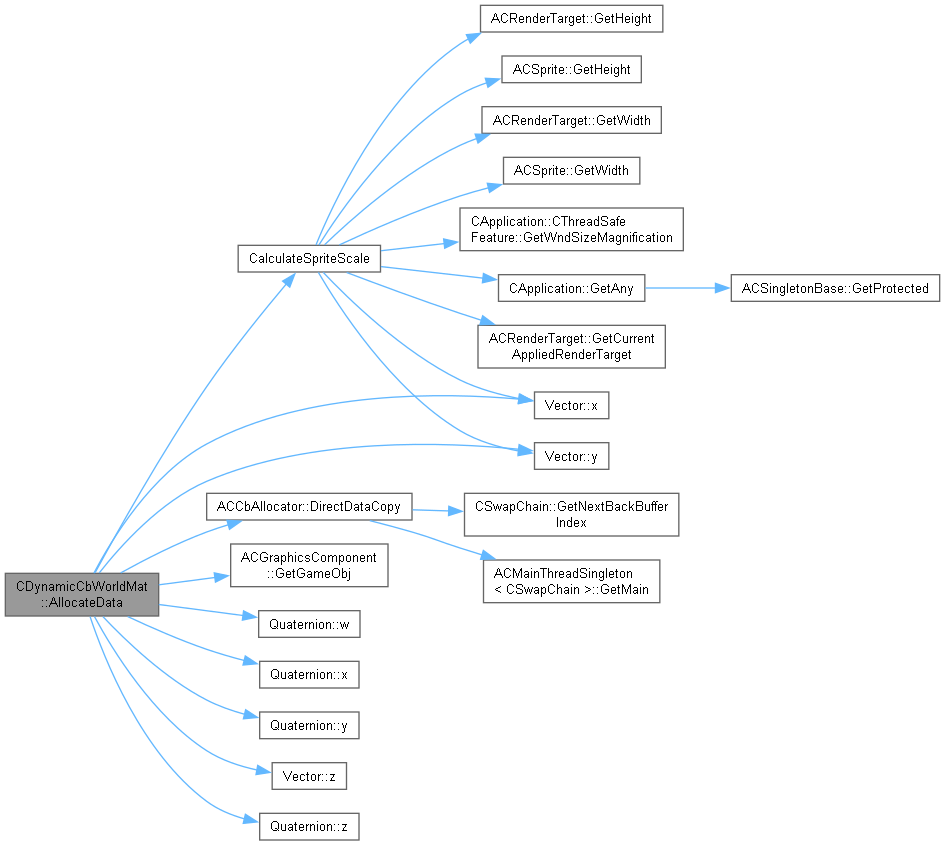 ACRenderTarget::GetHeight
ACSprite::GetHeight
ACRenderTarget::GetWidth
ACSprite::GetWidth
CApplication::CThreadSafe
Feature::GetWndSizeMagnification
CalculateSpriteScale
CApplication::GetAny
ACSingletonBase::GetProtected
ACRenderTarget::GetCurrent
AppliedRenderTarget
Vector::x
Vector::y
ACCbAllocator::DirectDataCopy
CSwapChain::GetNextBackBuffer
Index
ACGraphicsComponent
::GetGameObj
ACMainThreadSingleton
< CSwapChain >::GetMain
CDynamicCbWorldMat
::AllocateData
Quaternion::w
Quaternion::x
Quaternion::y
Vector::z
Quaternion::z